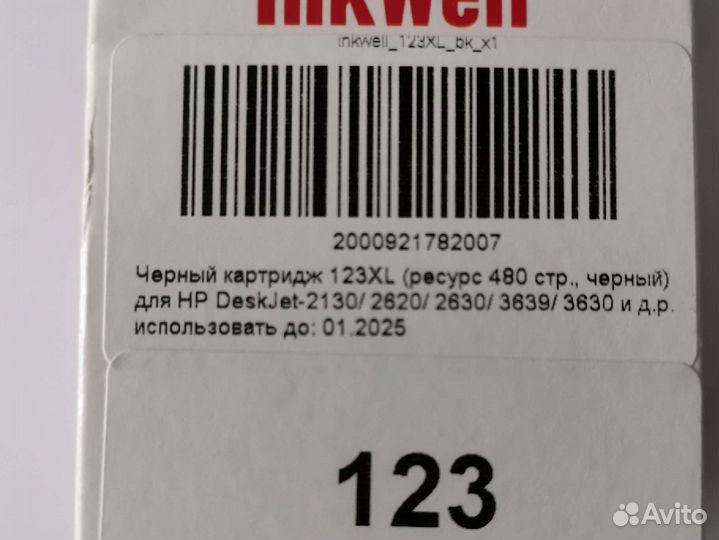 inkwell
inkwell_123XL_bk_x1
2000921782007
Черный картридж 123XL (ресурс 480 стр., черный)
для HP DeskJet-2130/ 2620/ 2630/ 3639/ 3630 и д.р.
использовать до: 01.2025
123
Avito